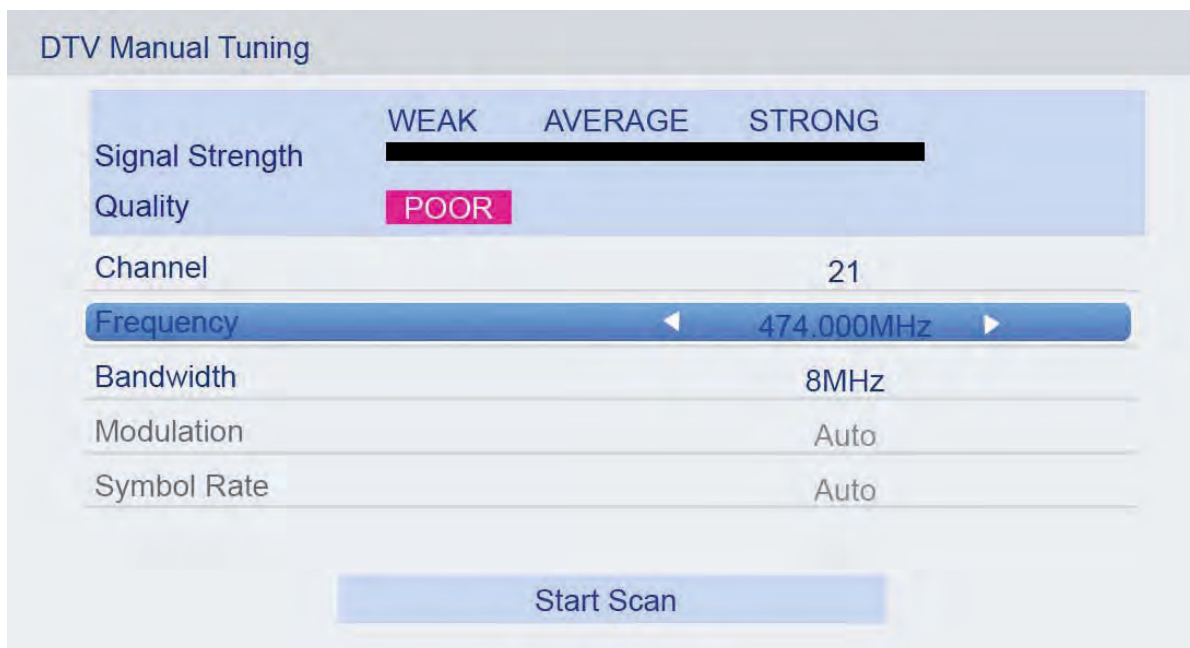 DTV Manual Tuning
WEAK AVERAGE STRONG
Signal Strength
Quality POOR
Channel 21
Frequency 474.000MHz
Bandwidth 8MHz
Modulation Auto
Symbol Rate Auto
Start Scan